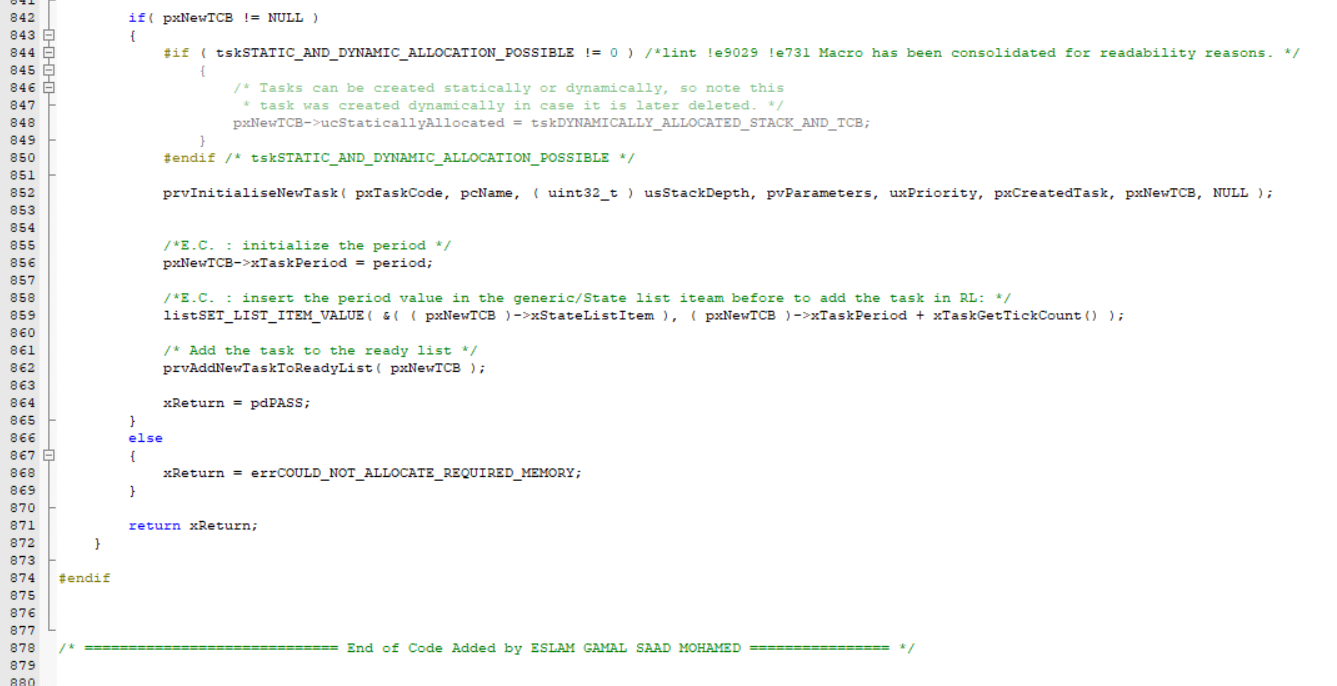 841
842 if( pxNewTCB != NULL )
843 {
844 #if ( tskSTATIC_AND_DYNAMIC_ALLOCATION_POSSIBLE != 0 ) /*lint !e9029 !e731 Macro has been consolidated for readability reasons. */
845 {
846 /* Tasks can be created statically or dynamically, so note this
847 * task was created dynamically in case it is later deleted. */
848 pxNewTCB->ucStaticallyAllocated = tskDYNAMICALLY_ALLOCATED_STACK_AND_TCB;
849 }
850 #endif /* tskSTATIC_AND_DYNAMIC_ALLOCATION_POSSIBLE */
851
852 prvInitialiseNewTask( pxTaskCode, pcName, ( uint32_t ) usStackDepth, pvParameters, uxPriority, pxCreatedTask, pxNewTCB, NULL );
853
854
855 /*E.C. : initialize the period */
856 pxNewTCB->xTaskPeriod = period;
857
858 /*E.C. : insert the period value in the generic/State list iteam before to add the task in RL: */
859 listSET_LIST_ITEM_VALUE( &( ( pxNewTCB )->xStateListItem ), ( pxNewTCB )->xTaskPeriod + xTaskGetTickCount() );
860
861 /* Add the task to the ready list */
862 prvAddNewTaskToReadyList( pxNewTCB );
863
864 xReturn = pdPASS;
865 }
866 else
867 {
868 xReturn = errCOULD_NOT_ALLOCATE_REQUIRED_MEMORY;
869 }
870
871 return xReturn;
872 }
873
874 #endif
875
876
877
878 /* ============================= End of Code Added by ESLAM GAMAL SAAD MOHAMED ================ */
879
880